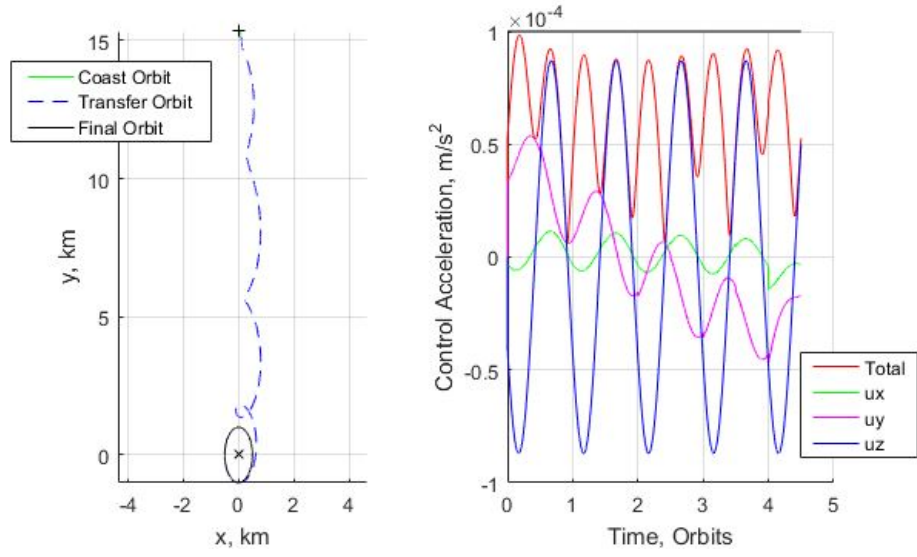 15
10
5
0
-4
-2
0
2
4
y, km
x, km
Coast Orbit
Transfer Orbit
Final Orbit
×10⁻⁴
1
0.5
0
-0.5
-1
0
1
2
3
4
5
Control Acceleration, m/s²
Time, Orbits
Total
ux
uy
uz